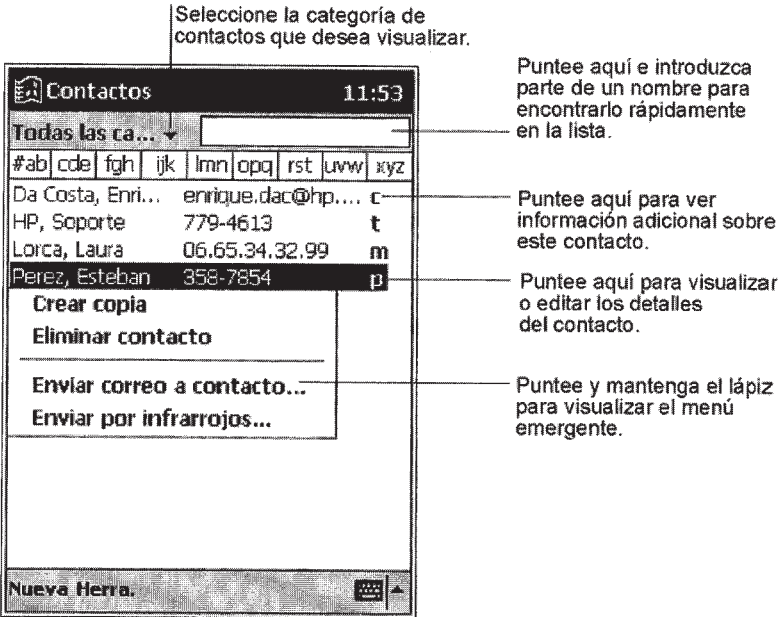 Seleccione la categoría de
contactos que desea visualizar.
Contactos 11:53
Todas las ca...
#ab cde fgh ijk lmn opq rst uvw xyz
Da Costa, Enri... enrique.dac@hp.... c
HP, Soporte 779-4613 t
Lorca, Laura 06.65.34.32.99 m
Perez, Esteban 358-7854 p
Crear copia
Eliminar contacto
Enviar correo a contacto...
Enviar por infrarrojos...
Nueva Herra.
Puntee aquí e introduzca
parte de un nombre para
encontrarlo rápidamente
en la lista.
Puntee aquí para ver
información adicional sobre
este contacto.
Puntee aquí para visualizar
o editar los detalles
del contacto.
Puntee y mantenga el lápiz
para visualizar el menú
emergente.